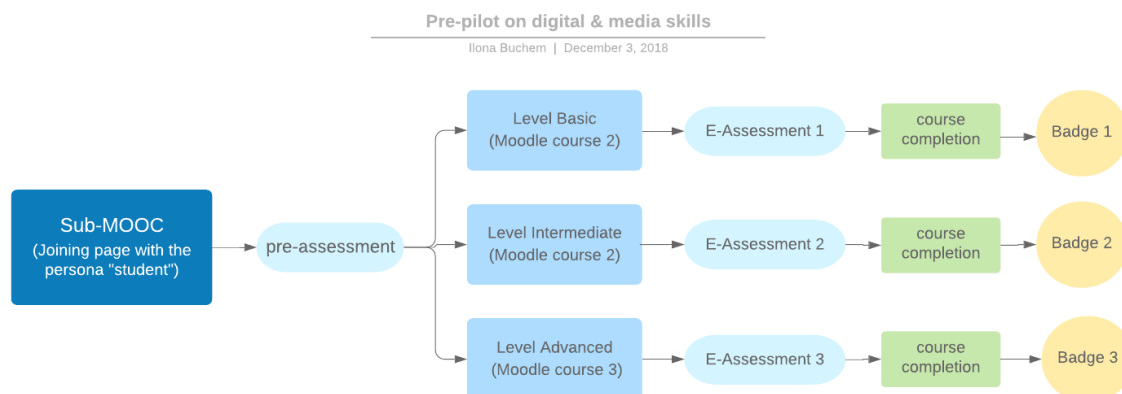 Pre-pilot on digital & media skills
Ilona Buchem | December 3, 2018
Sub-MOOC
(Joining page with the
persona "student")
pre-assessment
Level Basic
(Moodle course 2)
E-Assessment 1
course
completion
Badge 1
Level Intermediate
(Moodle course 2)
E-Assessment 2
course
completion
Badge 2
Level Advanced
(Moodle course 3)
E-Assessment 3
course
completion
Badge 3